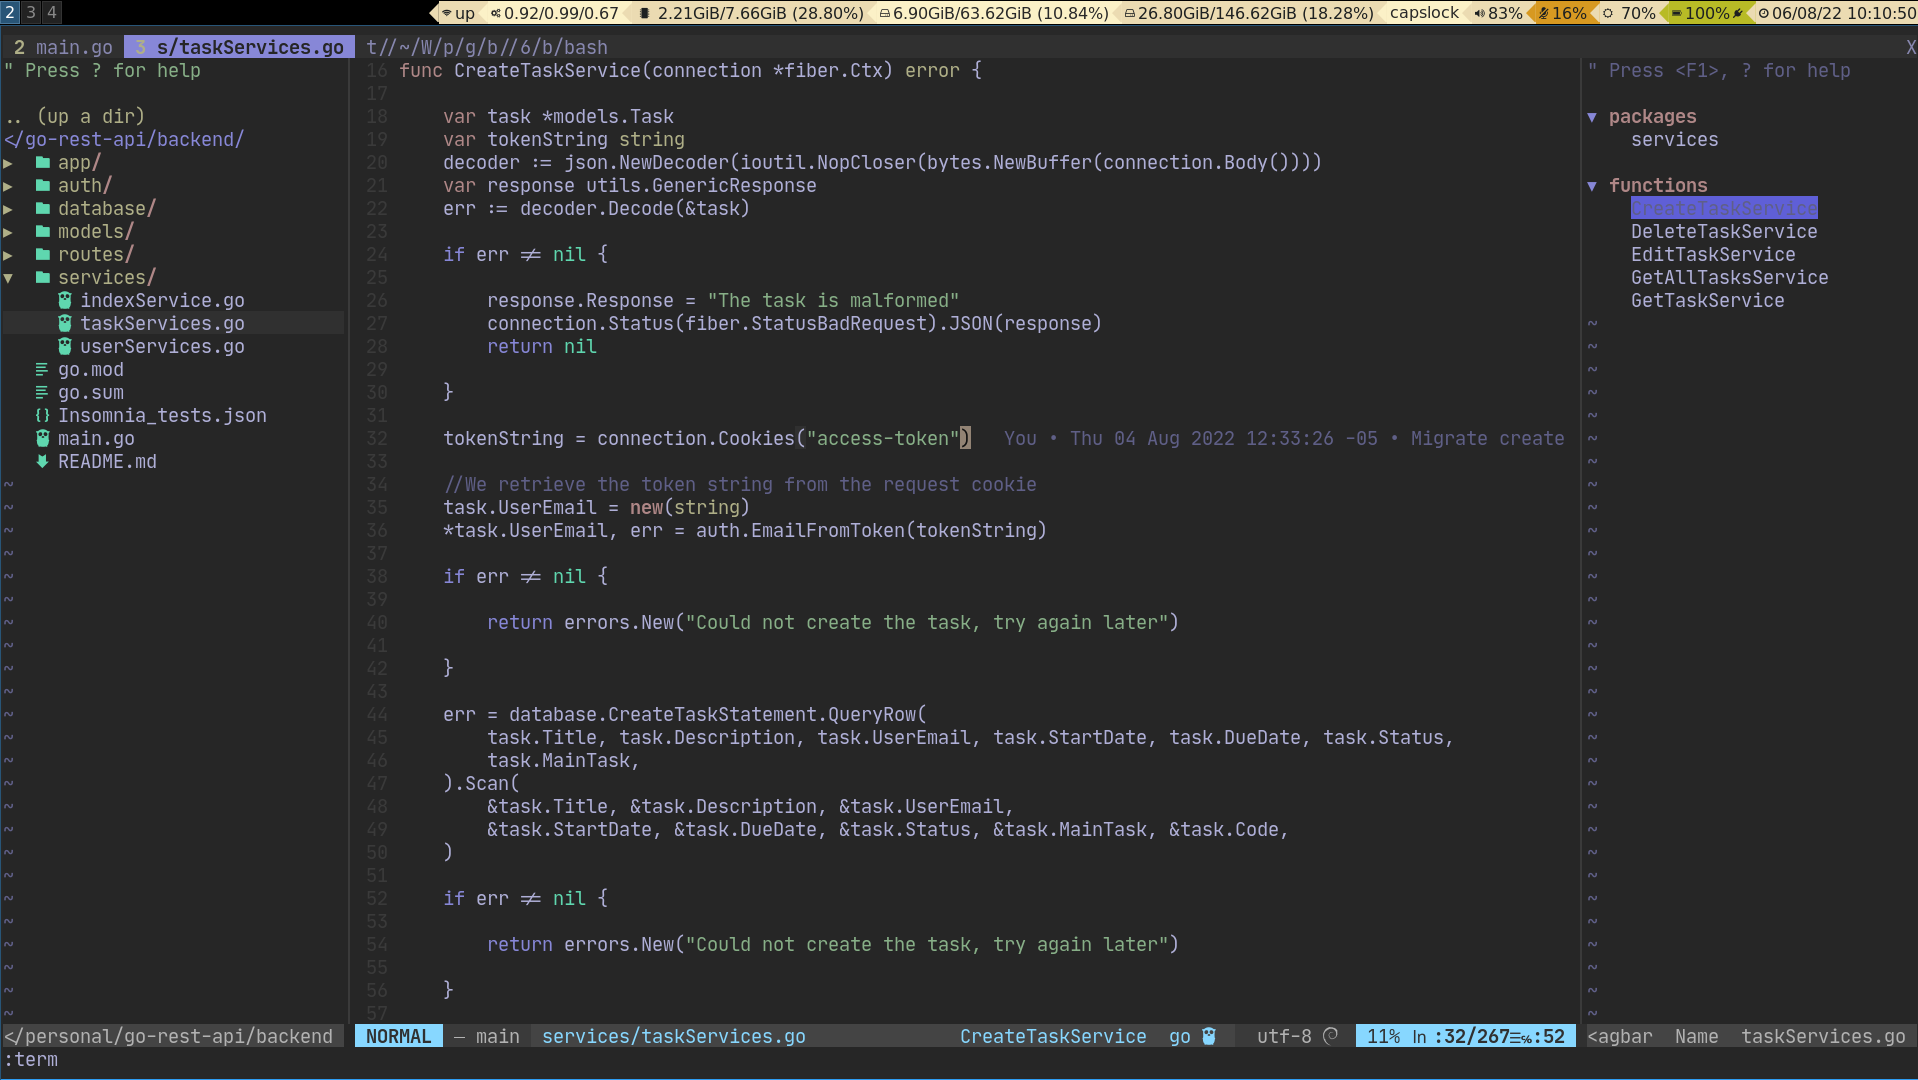 2 3 4 up 0.92/0.99/0.67 2.21GiB/7.66GiB (28.80%) 6.90GiB/63.62GiB (10.84%) 26.80GiB/146.62GiB (18.28%) capslock 83% 16% 70% 100% 06/08/22 10:10:50
2 main.go 3 s/taskServices.go t//~/W/p/g/b//6/b/bash X
" Press ? for help
.. (up a dir)
</go-rest-api/backend/
▶ app/
▶ auth/
▶ database/
▶ models/
▶ routes/
▼ services/
indexService.go
taskServices.go
userServices.go
go.mod
go.sum
Insomnia_tests.json
main.go
README.md
16 func CreateTaskService(connection *fiber.Ctx) error {
17
18 var task *models.Task
19 var tokenString string
20 decoder := json.NewDecoder(ioutil.NopCloser(bytes.NewBuffer(connection.Body())))
21 var response utils.GenericResponse
22 err := decoder.Decode(&task)
23
24 if err != nil {
25
26 response.Response = "The task is malformed"
27 connection.Status(fiber.StatusBadRequest).JSON(response)
28 return nil
29
30 }
31
32 tokenString = connection.Cookies("access-token") You • Thu 04 Aug 2022 12:33:26 -05 • Migrate create
33
34 //We retrieve the token string from the request cookie
35 task.UserEmail = new(string)
36 *task.UserEmail, err = auth.EmailFromToken(tokenString)
37
38 if err != nil {
39
40 return errors.New("Could not create the task, try again later")
41
42 }
43
44 err = database.CreateTaskStatement.QueryRow(
45 task.Title, task.Description, task.UserEmail, task.StartDate, task.DueDate, task.Status,
46 task.MainTask,
47 ).Scan(
48 &task.Title, &task.Description, &task.UserEmail,
49 &task.StartDate, &task.DueDate, &task.Status, &task.MainTask, &task.Code,
50 )
51
52 if err != nil {
53
54 return errors.New("Could not create the task, try again later")
55
56 }
57
" Press <F1>, ? for help
▼ packages
services
▼ functions
CreateTaskService
DeleteTaskService
EditTaskService
GetAllTasksService
GetTaskService
</personal/go-rest-api/backend NORMAL — main services/taskServices.go CreateTaskService go utf-8 11% ln :32/267☰℅:52 <agbar Name taskServices.go
:term